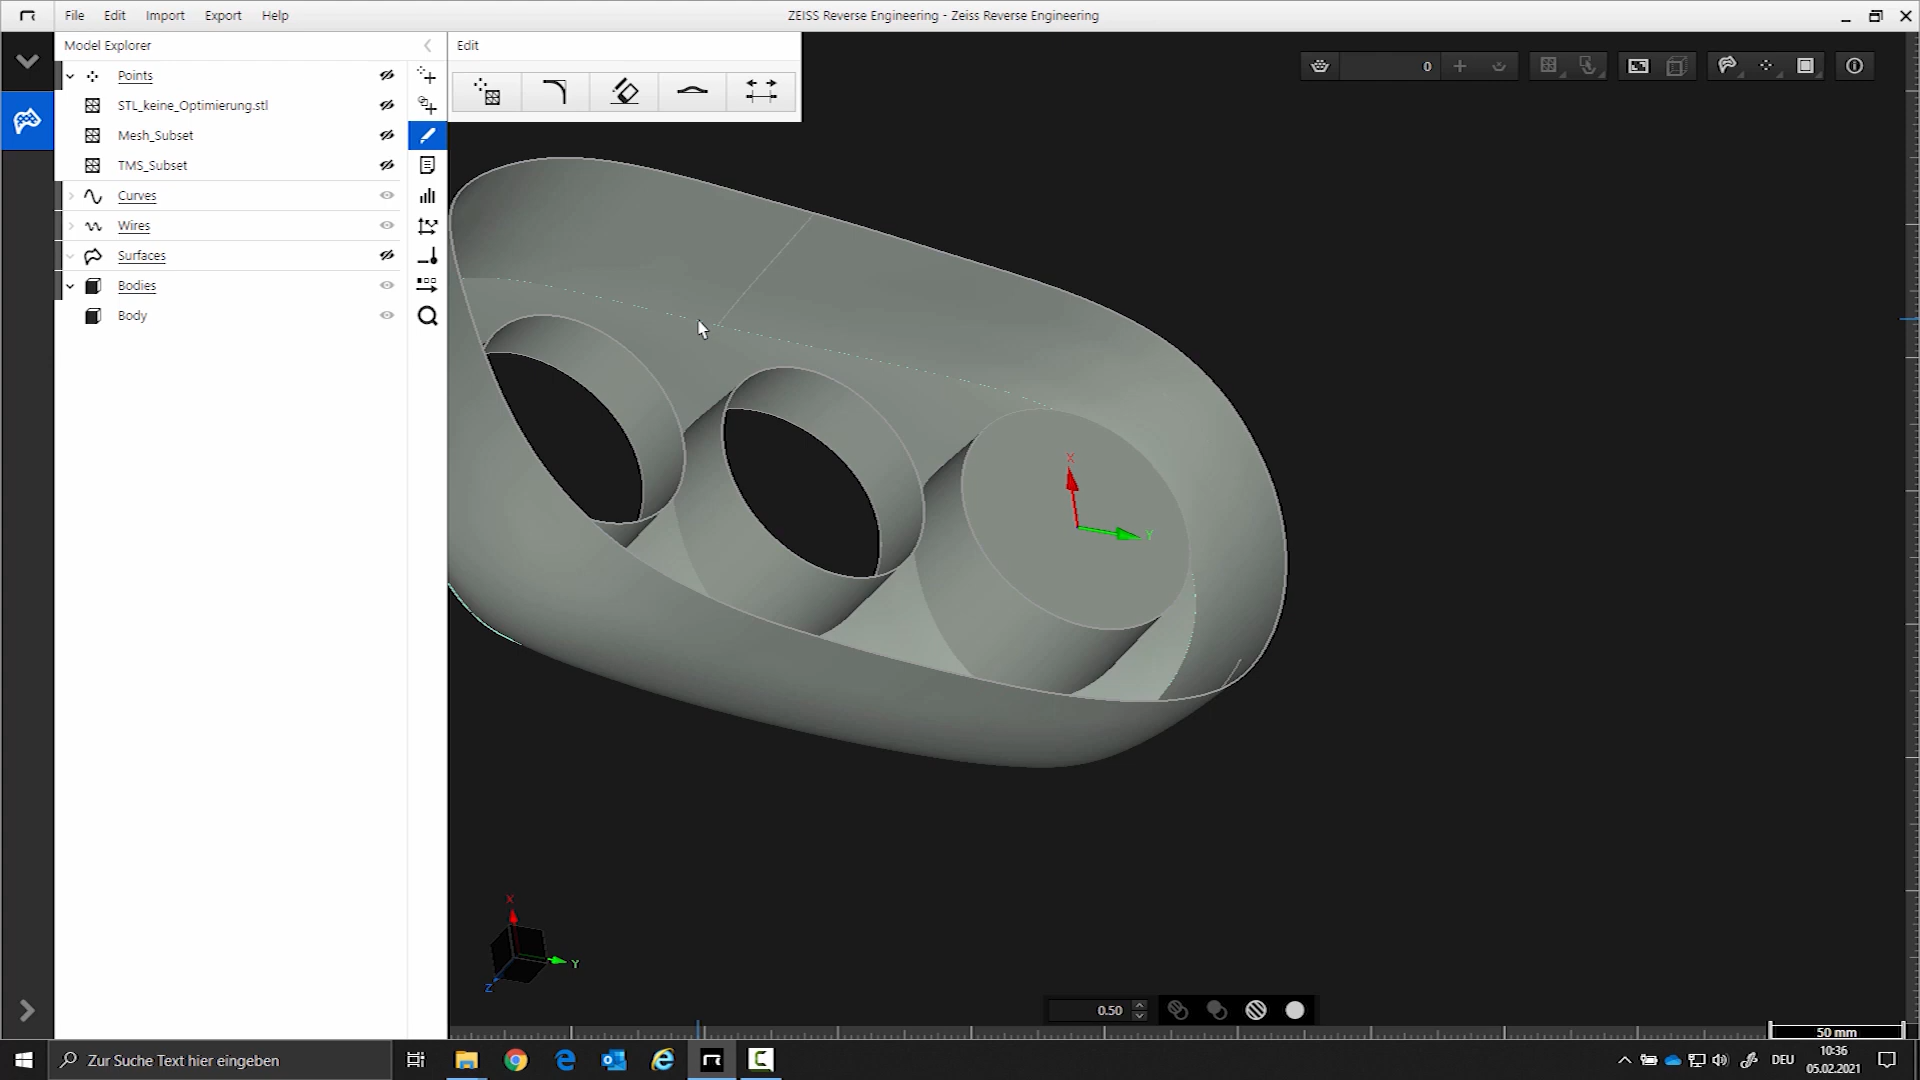 File Edit Import Export Help
ZEISS Reverse Engineering - Zeiss Reverse Engineering
Model Explorer
Edit
Points
STL_keine_Optimierung.stl
Mesh_Subset
TMS_Subset
Curves
Wires
Surfaces
Bodies
Body
0
X
Y
X
Y
Z
0.50
50 mm
Zur Suche Text hier eingeben
DEU
10:36
05.02.2021